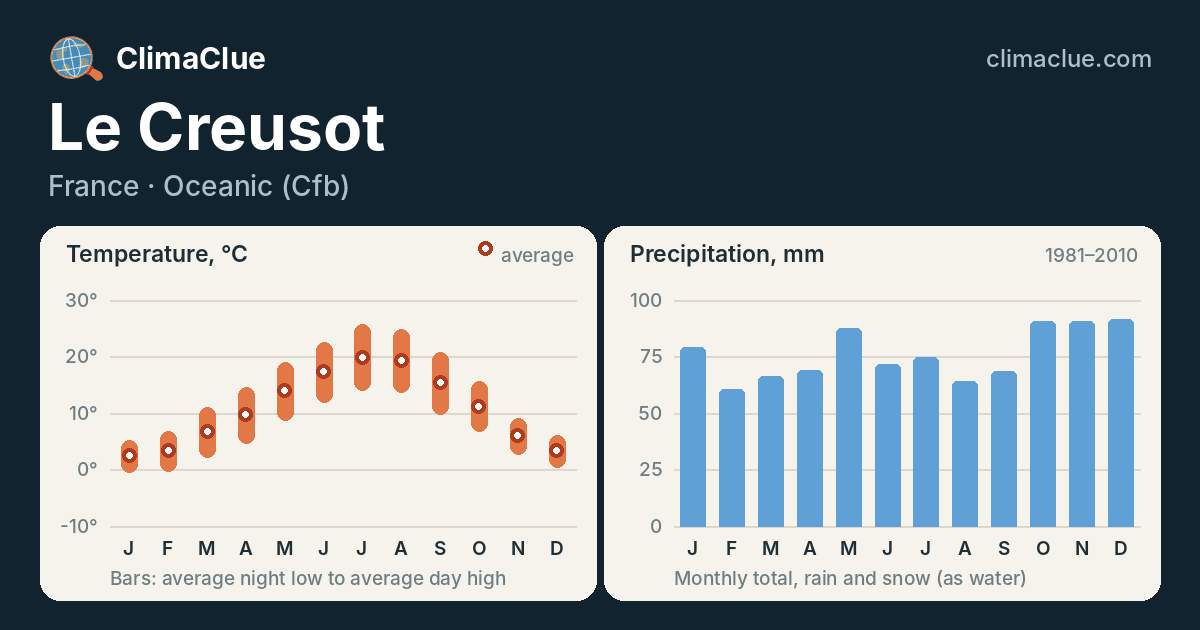 ClimaClue
climaclue.com
Le Creusot
France · Oceanic (Cfb)
Temperature, °C
average
30°
20°
10°
0°
-10°
J F M A M J J A S O N D
Bars: average night low to average day high
Precipitation, mm
1981–2010
100
75
50
25
0
J F M A M J J A S O N D
Monthly total, rain and snow (as water)